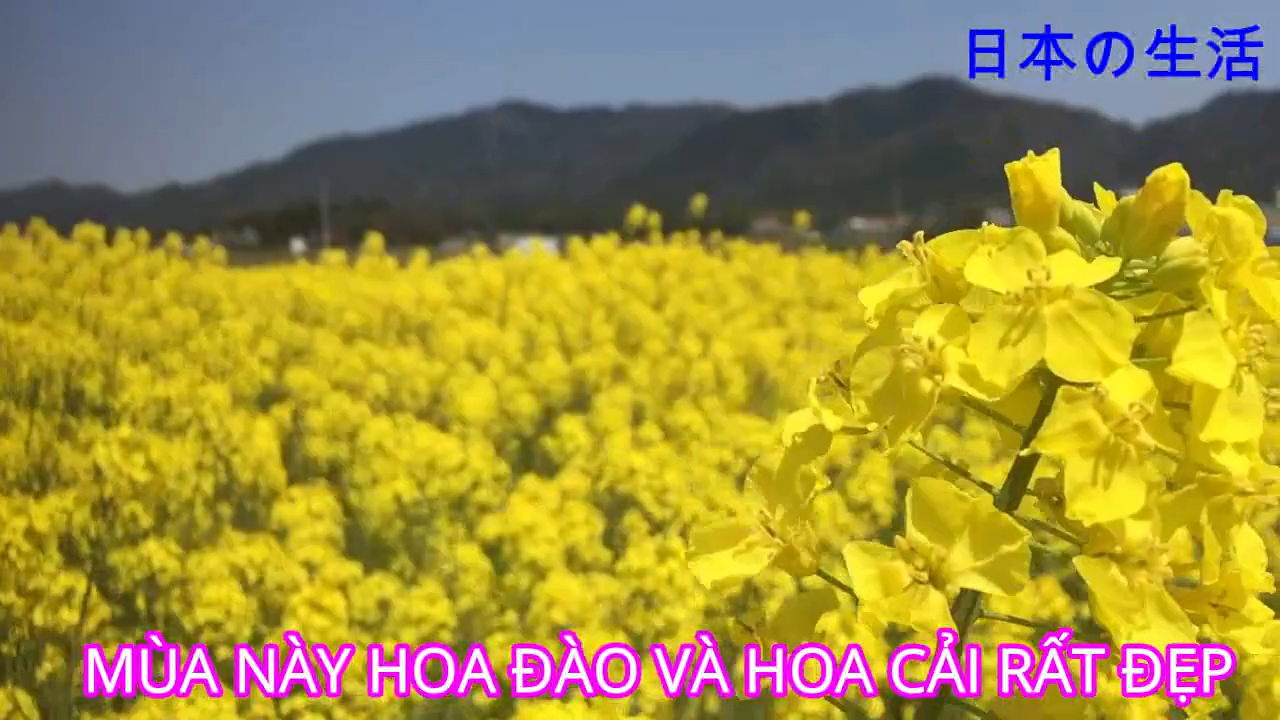 日本の生活
MÙA NÀY HOA ĐÀO VÀ HOA CẢI RẤT ĐẸP